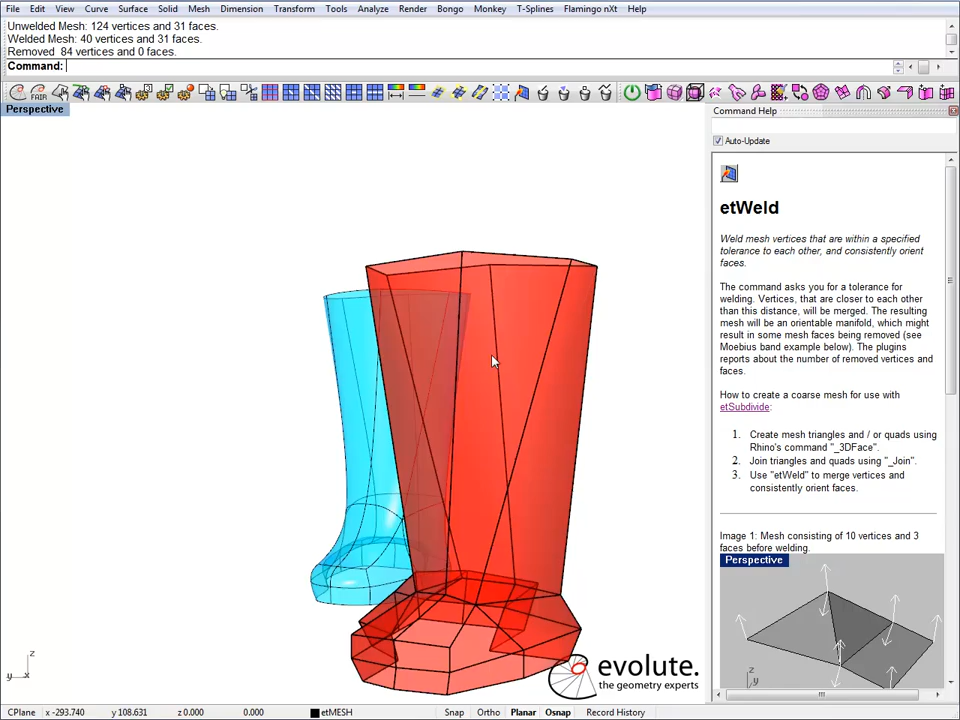 File Edit View Curve Surface Solid Mesh Dimension Transform Tools Analyze Render Bongo Monkey T-Splines Flamingo nXt Help
Unwelded Mesh: 124 vertices and 31 faces.
Welded Mesh: 40 vertices and 31 faces.
Removed 84 vertices and 0 faces.
Command:
FAIR
Perspective
Command Help
Auto-Update
etWeld
Weld mesh vertices that are within a specified
tolerance to each other, and consistently orient
faces.
The command asks you for a tolerance for
welding. Vertices, that are closer to each other
than this distance, will be merged. The resulting
mesh will be an orientable manifold, which might
result in some mesh faces being removed (see
Moebius band example below). The plugins
reports about the number of removed vertices and
faces.
How to create a coarse mesh for use with
etSubdivide:
1. Create mesh triangles and / or quads using
Rhino's command "_3DFace".
2. Join triangles and quads using "_Join".
3. Use "etWeld" to merge vertices and
consistently orient faces.
Image 1: Mesh consisting of 10 vertices and 3
faces before welding.
Perspective
z
y
evolute.
the geometry experts
z
y x
CPlane x -293.740 y 108.631 z 0.000 0.000 etMESH Snap Ortho Planar Osnap Record History